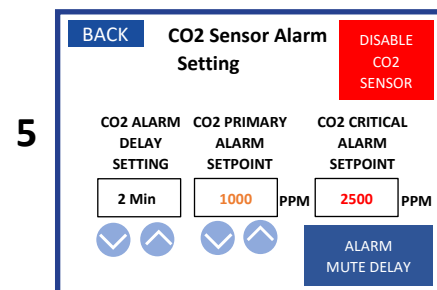 BACK
CO2 Sensor Alarm
Setting
DISABLE
CO2
SENSOR
5
CO2 ALARM
DELAY
SETTING
CO2 PRIMARY
ALARM
SETPOINT
CO2 CRITICAL
ALARM
SETPOINT
2 Min
1000
PPM
2500
PPM
ALARM
MUTE DELAY